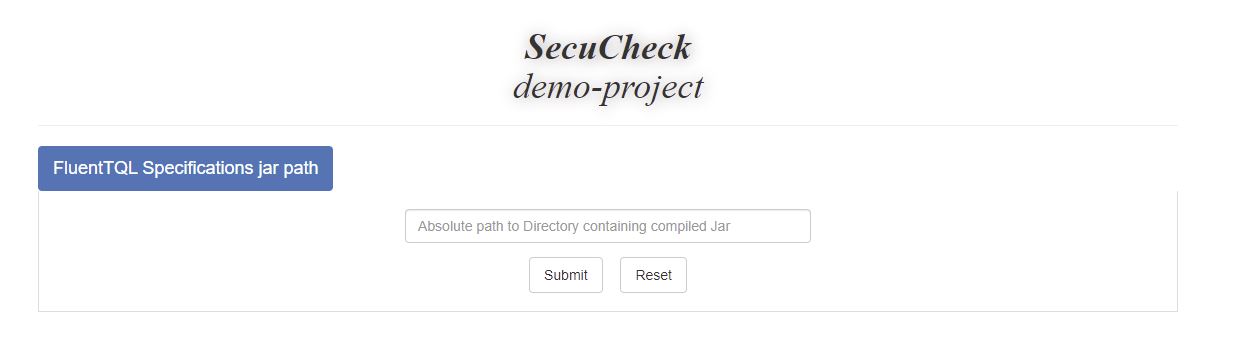 SecuCheck
demo-project
FluentTQL Specifications jar path
Absolute path to Directory containing compiled Jar
Submit Reset